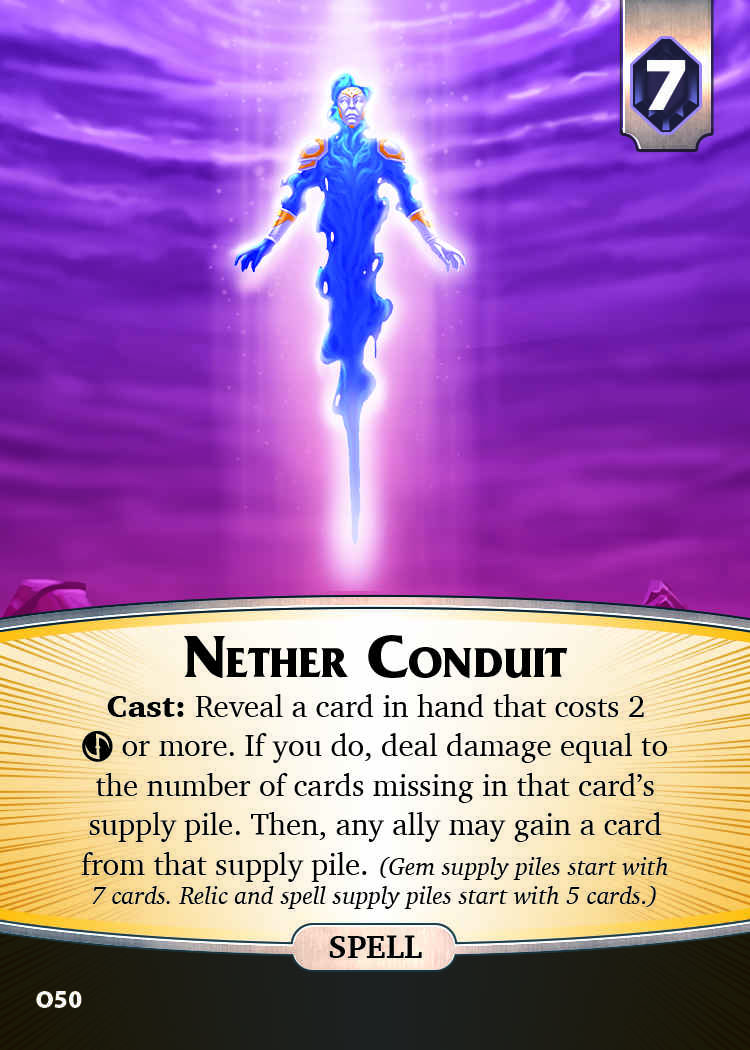 7
Nether Conduit
Cast: Reveal a card in hand that costs 2
or more. If you do, deal damage equal to
the number of cards missing in that card’s
supply pile. Then, any ally may gain a card
from that supply pile. (Gem supply piles start with
7 cards. Relic and spell supply piles start with 5 cards.)
SPELL
O50